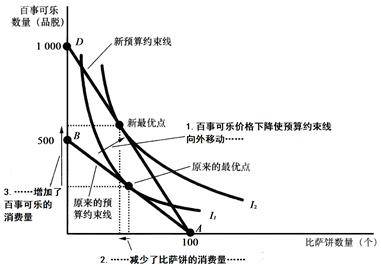 百事可乐
数量(品脱)
1 000
D
新预算约束线
新最优点
1. 百事可乐价格下降使预算约束线
向外移动……
500
B
原来的最优点
3. ……增加了
百事可乐的
消费量
原来的预
算约束线
I₁
I₂
A
100
比萨饼数量(个)
2. ……减少了比萨饼的消费量……